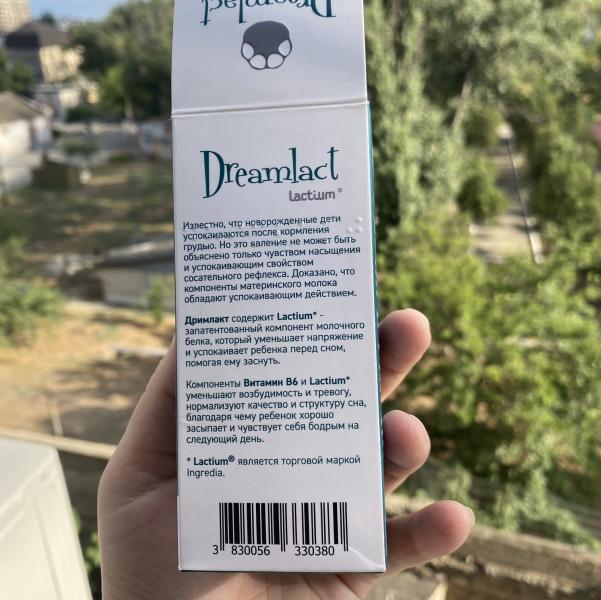 Dreamlact
Dreamlact
Lactium*
Известно, что новорожденные дети
успокаиваются после кормления
грудью. Но это явление не может быть
объяснено только чувством насыщения
и успокаивающим свойством
сосательного рефлекса. Доказано, что
компоненты материнского молока
обладают успокаивающим действием.
Дримлакт содержит Lactium* -
запатентованный компонент молочного
белка, который уменьшает напряжение
и успокаивает ребенка перед сном,
помогая ему заснуть.
Компоненты Витамин В6 и Lactium*
уменьшают возбудимость и тревогу,
нормализуют качество и структуру сна,
благодаря чему ребенок хорошо
засыпает и чувствует себя бодрым на
следующий день.
* Lactium® является торговой маркой
Ingredia.
3 830056 330380